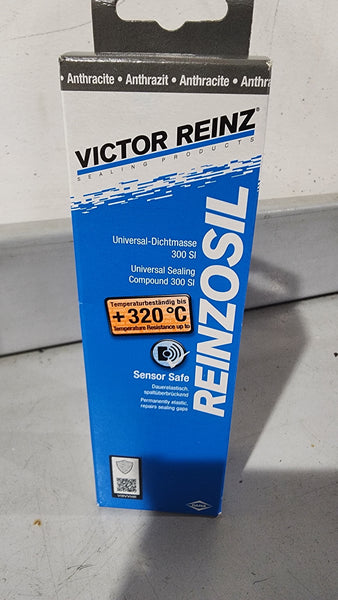 Anthracite • Anthrazit • Anthracite • Anthra
VICTOR REINZ®
SEALING PRODUCTS
REINZOSIL
Universal-Dichtmasse
300 SI
Universal Sealing
Compound 300 SI
Temperaturbeständig bis
+320 °C
Temperature Resistance up to
Sensor Safe
Dauerelastisch,
spaltüberbrückend
Permanently elastic,
repairs sealing gaps
DANA